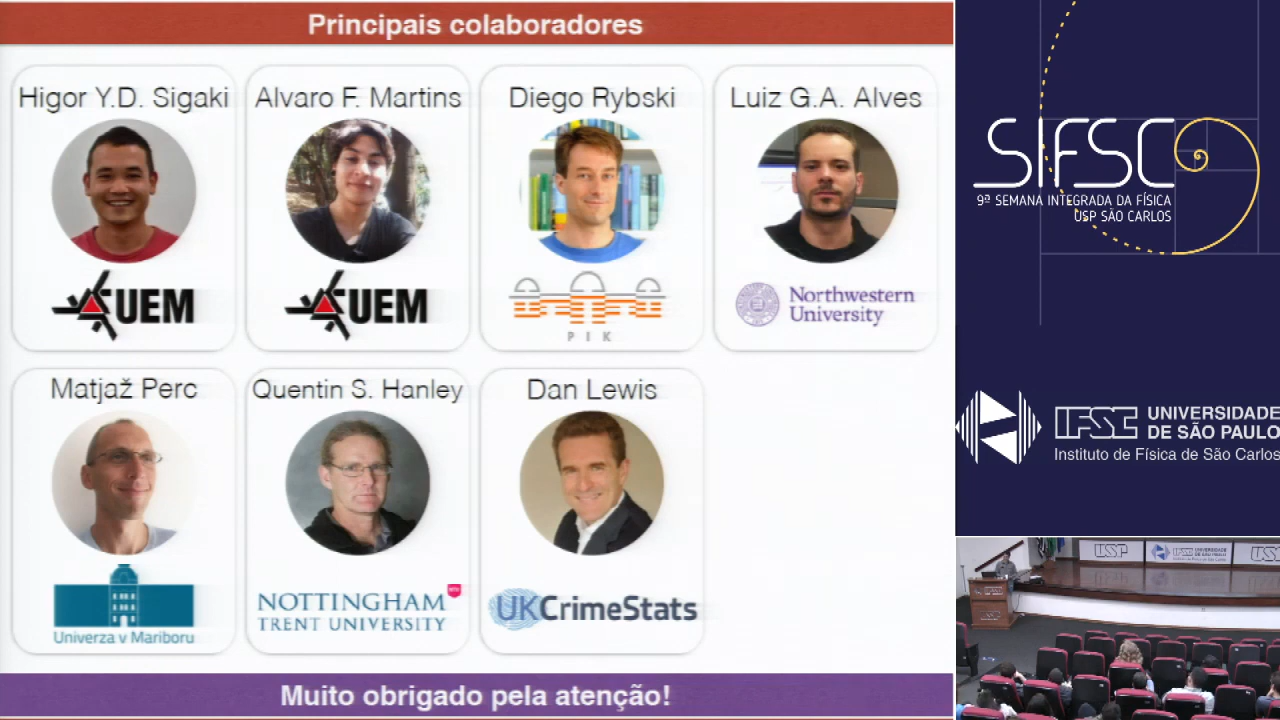 Principais colaboradores
Higor Y.D. Sigaki
Alvaro F. Martins
Diego Rybski
Luiz G.A. Alves
UEM
UEM
P I K
Northwestern
University
Matjaž Perc
Quentin S. Hanley
Dan Lewis
Univerza v Mariboru
NOTTINGHAM
TRENT UNIVERSITY
UKCrimeStats
Muito obrigado pela atenção!
SIFSC
9ª SEMANA INTEGRADA DA FÍSICA
USP SÃO CARLOS
IFSC
UNIVERSIDADE
DE SÃO PAULO
Instituto de Física de São Carlos
USP
IFSC